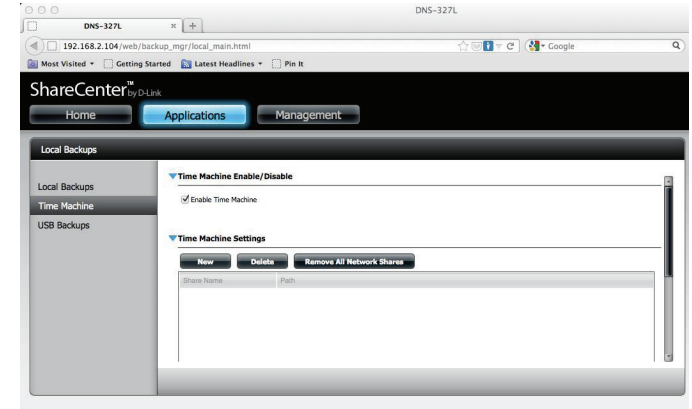 DNS-327L
DNS-327L
192.168.2.104/web/backup_mgr/local_main.html
Google
Most Visited
Getting Started
Latest Headlines
Pin It
ShareCenter™ by D-Link
Home
Applications
Management
Local Backups
Local Backups
Time Machine
USB Backups
Time Machine Enable/Disable
Enable Time Machine
Time Machine Settings
New
Delete
Remove All Network Shares
Share Name
Path